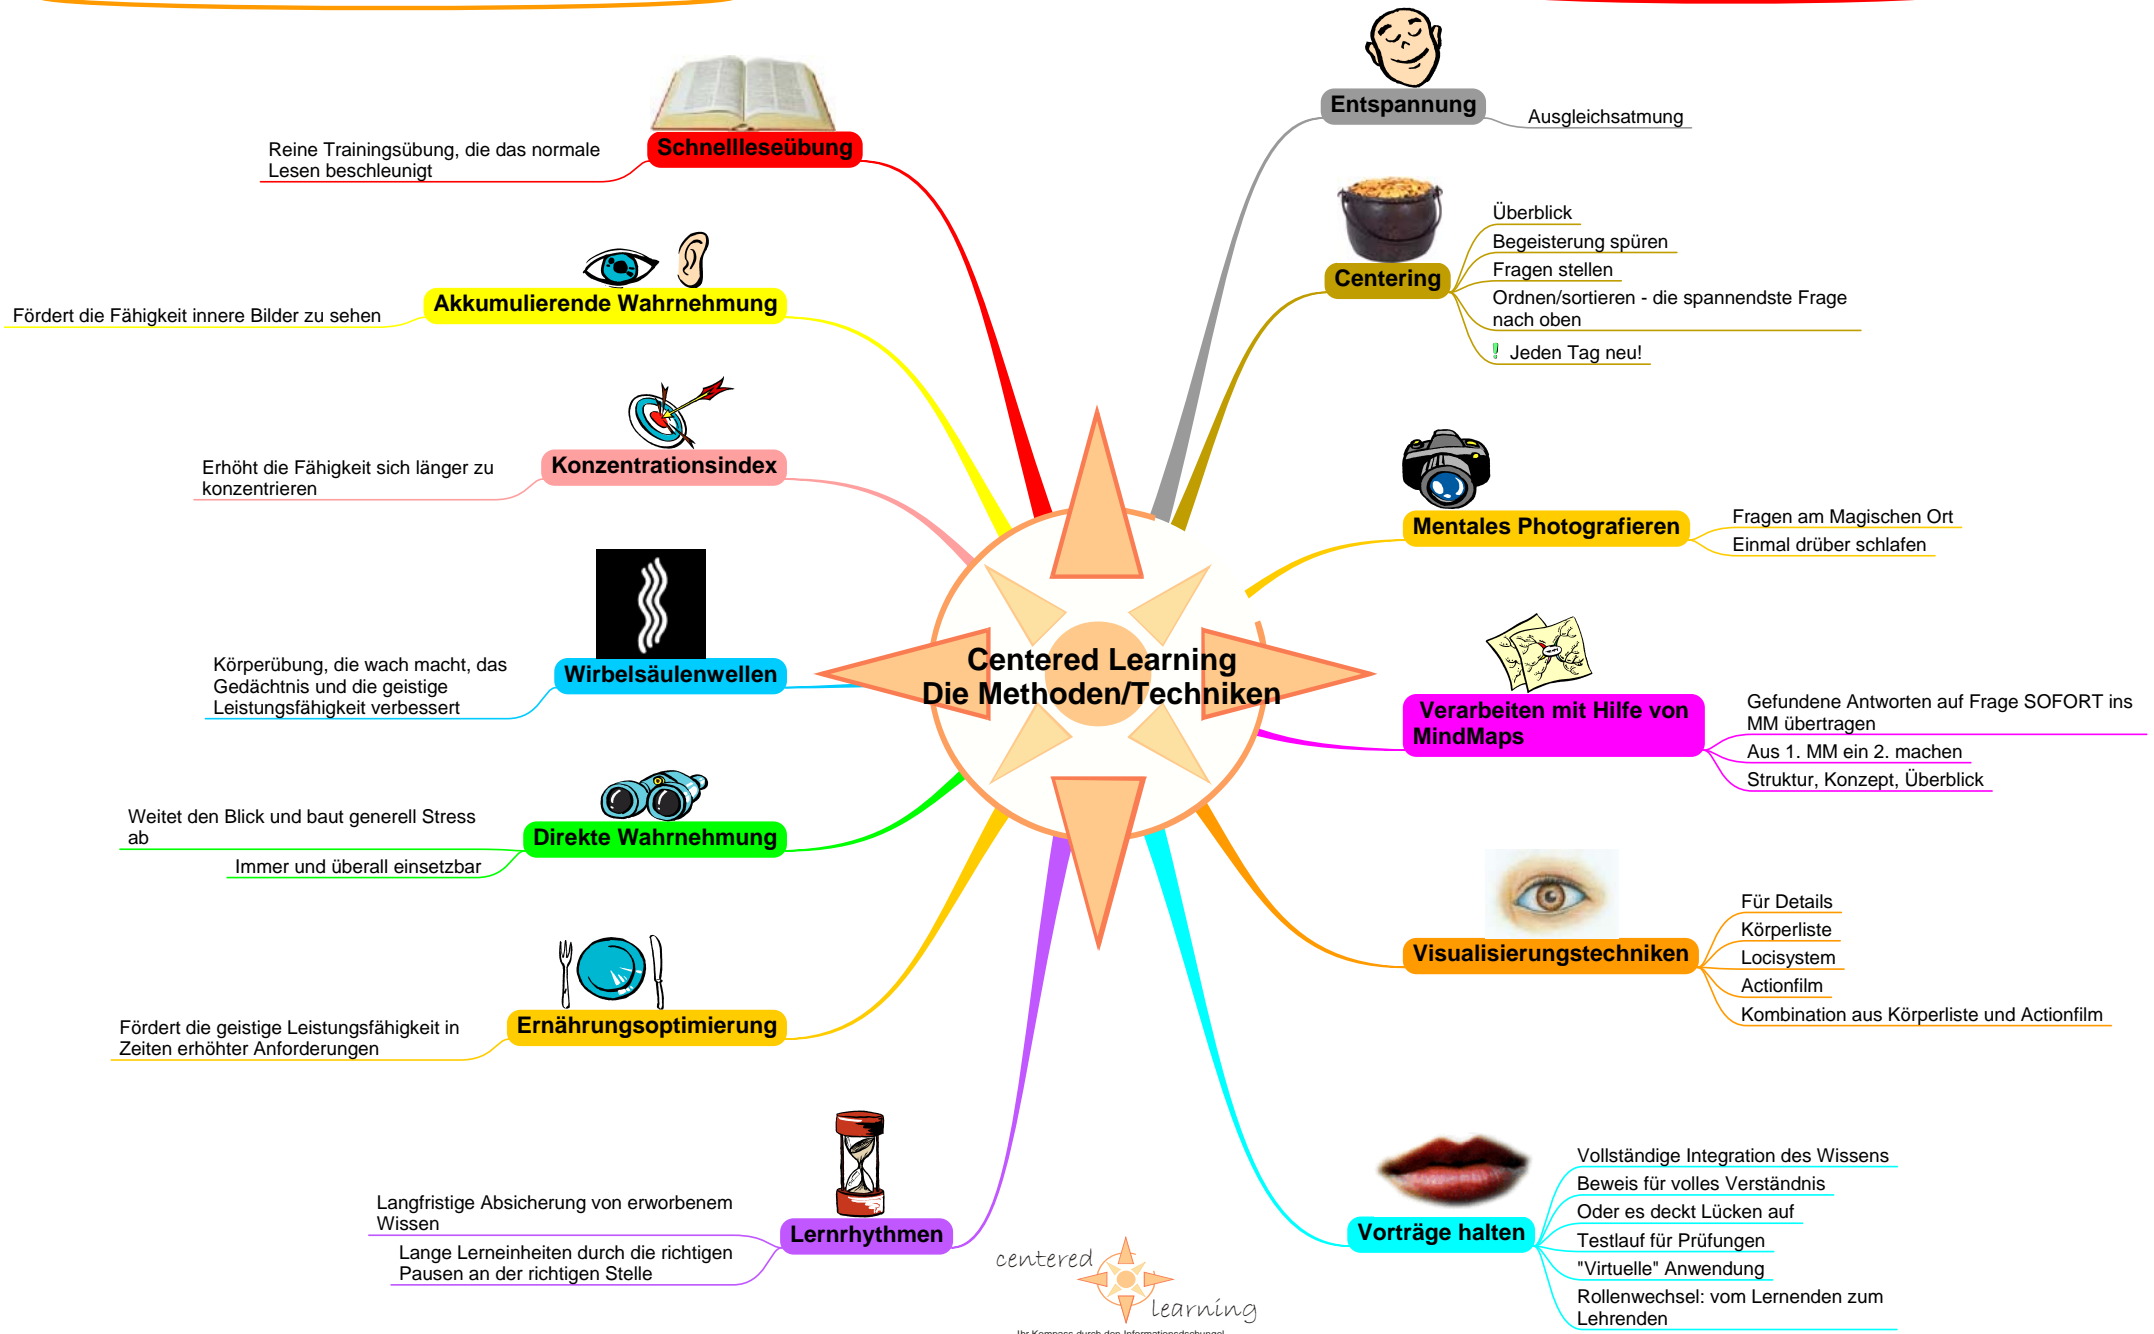 Centered Learning
Die Methoden/Techniken
Entspannung
Ausgleichsatmung
Centering
Überblick
Begeisterung spüren
Fragen stellen
Ordnen/sortieren - die spannendste Frage
nach oben
Jeden Tag neu!
Mentales Photografieren
Fragen am Magischen Ort
Einmal drüber schlafen
Verarbeiten mit Hilfe von
MindMaps
Gefundene Antworten auf Frage SOFORT ins
MM übertragen
Aus 1. MM ein 2. machen
Struktur, Konzept, Überblick
Visualisierungstechniken
Für Details
Körperliste
Locisystem
Actionfilm
Kombination aus Körperliste und Actionfilm
Vorträge halten
Vollständige Integration des Wissens
Beweis für volles Verständnis
Oder es deckt Lücken auf
Testlauf für Prüfungen
"Virtuelle" Anwendung
Rollenwechsel: vom Lernenden zum
Lehrenden
Schnellleseübung
Reine Trainingsübung, die das normale
Lesen beschleunigt
Akkumulierende Wahrnehmung
Fördert die Fähigkeit innere Bilder zu sehen
Konzentrationsindex
Erhöht die Fähigkeit sich länger zu
konzentrieren
Wirbelsäulenwellen
Körperübung, die wach macht, das
Gedächtnis und die geistige
Leistungsfähigkeit verbessert
Direkte Wahrnehmung
Weitet den Blick und baut generell Stress
ab
Immer und überall einsetzbar
Ernährungsoptimierung
Fördert die geistige Leistungsfähigkeit in
Zeiten erhöhter Anforderungen
Lernrhythmen
Langfristige Absicherung von erworbenem
Wissen
Lange Lerneinheiten durch die richtigen
Pausen an der richtigen Stelle
centered
learning
Ihr Kompass durch den Informationsdschungel